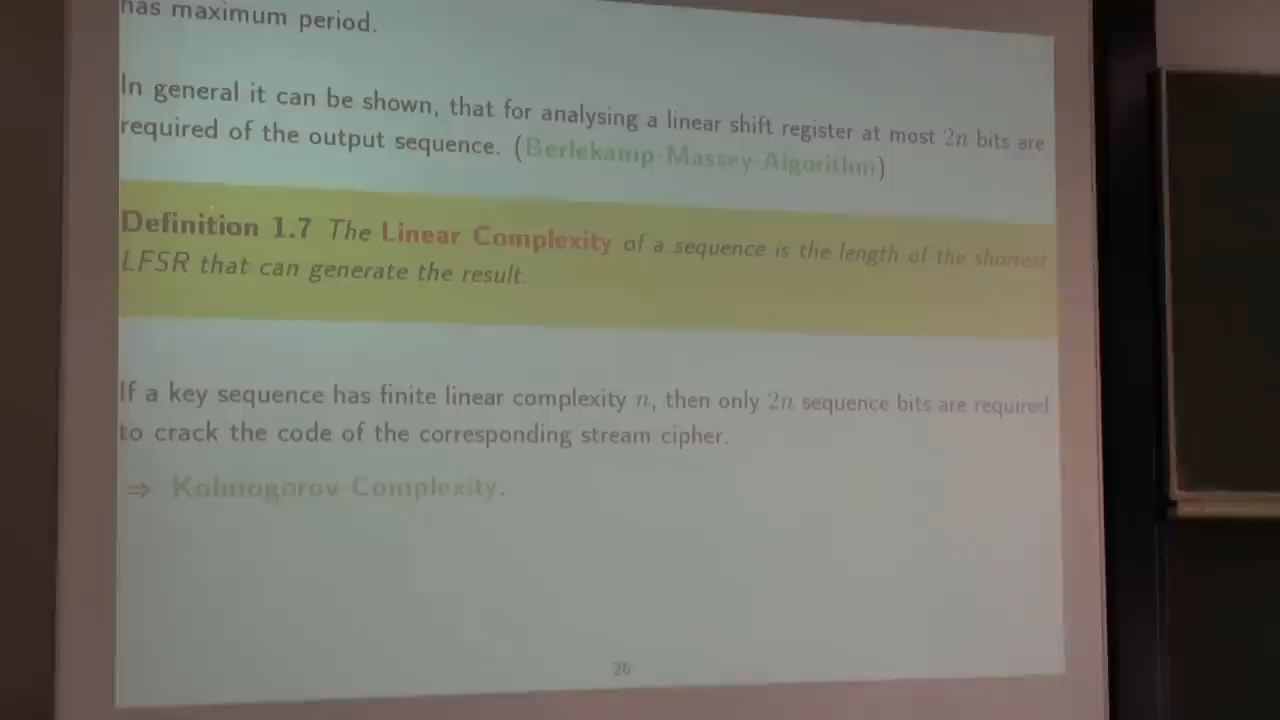 has maximum period.
In general it can be shown, that for analysing a linear shift register at most 2n bits are
required of the output sequence. (Berlekamp-Massey-Algorithm)
Definition 1.7 The Linear Complexity of a sequence is the length of the shortest
LFSR that can generate the result.
If a key sequence has finite linear complexity n, then only 2n sequence bits are required
to crack the code of the corresponding stream cipher.
⇒ Kolmogorov Complexity.
26